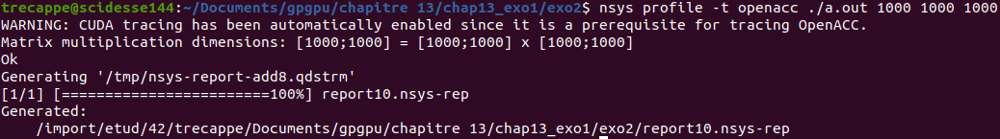 trecappe@scidesse144:~/Documents/gpgpu/chapitre 13/chap13_exo1/exo2$ nsys profile -t openacc ./a.out 1000 1000 1000
WARNING: CUDA tracing has been automatically enabled since it is a prerequisite for tracing OpenACC.
Matrix multiplication dimensions: [1000;1000] = [1000;1000] x [1000;1000]
Ok
Generating '/tmp/nsys-report-add8.qdstrm'
[1/1] [========================100%] report10.nsys-rep
Generated:
    /import/etud/42/trecappe/Documents/gpgpu/chapitre 13/chap13_exo1/exo2/report10.nsys-rep